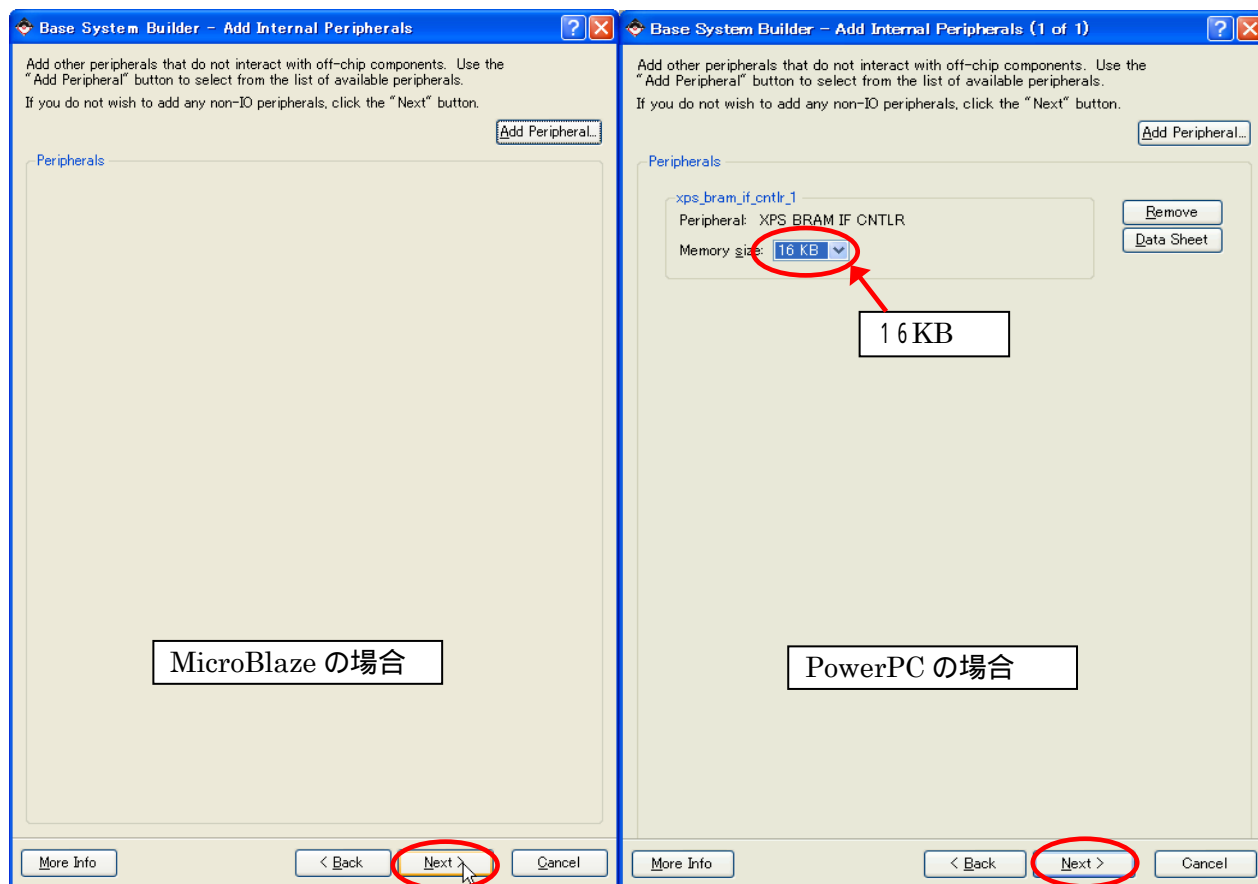 Base System Builder - Add Internal Peripherals
Add other peripherals that do not interact with off-chip components. Use the
"Add Peripheral" button to select from the list of available peripherals.
If you do not wish to add any non-IO peripherals, click the "Next" button.
Add Peripheral...
Peripherals
MicroBlaze の場合
More Info
< Back
Next >
Cancel
Base System Builder - Add Internal Peripherals (1 of 1)
Add other peripherals that do not interact with off-chip components. Use the
"Add Peripheral" button to select from the list of available peripherals.
If you do not wish to add any non-IO peripherals, click the "Next" button.
Add Peripheral...
Peripherals
xps_bram_if_cntlr_1
Peripheral: XPS BRAM IF CNTLR
Remove
Memory size: 16 KB
Data Sheet
１６KB
PowerPC の場合
More Info
< Back
Next >
Cancel